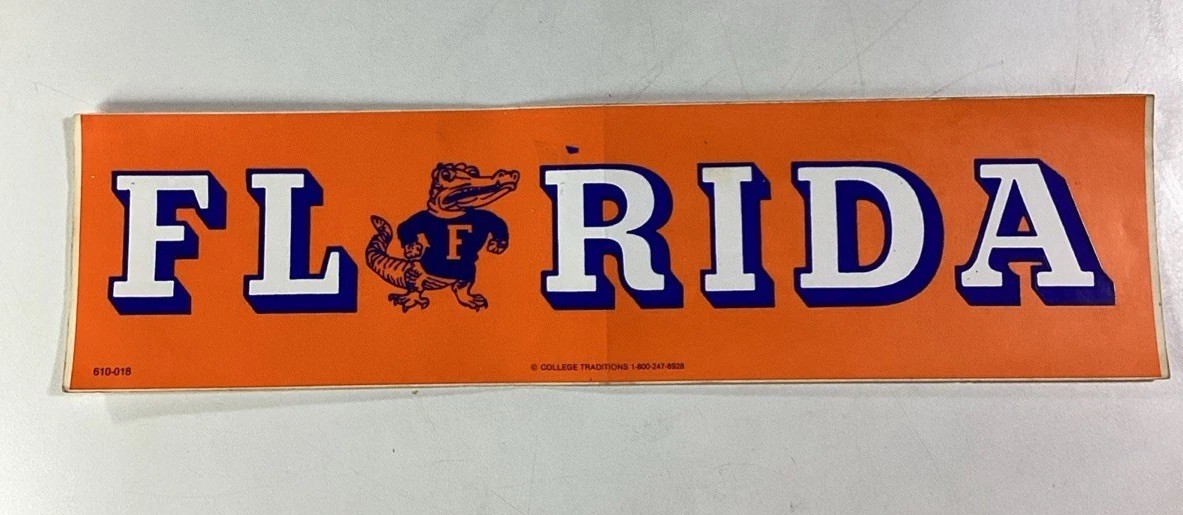 FL RIDA
F
610-018
© COLLEGE TRADITIONS 1-800-247-8928